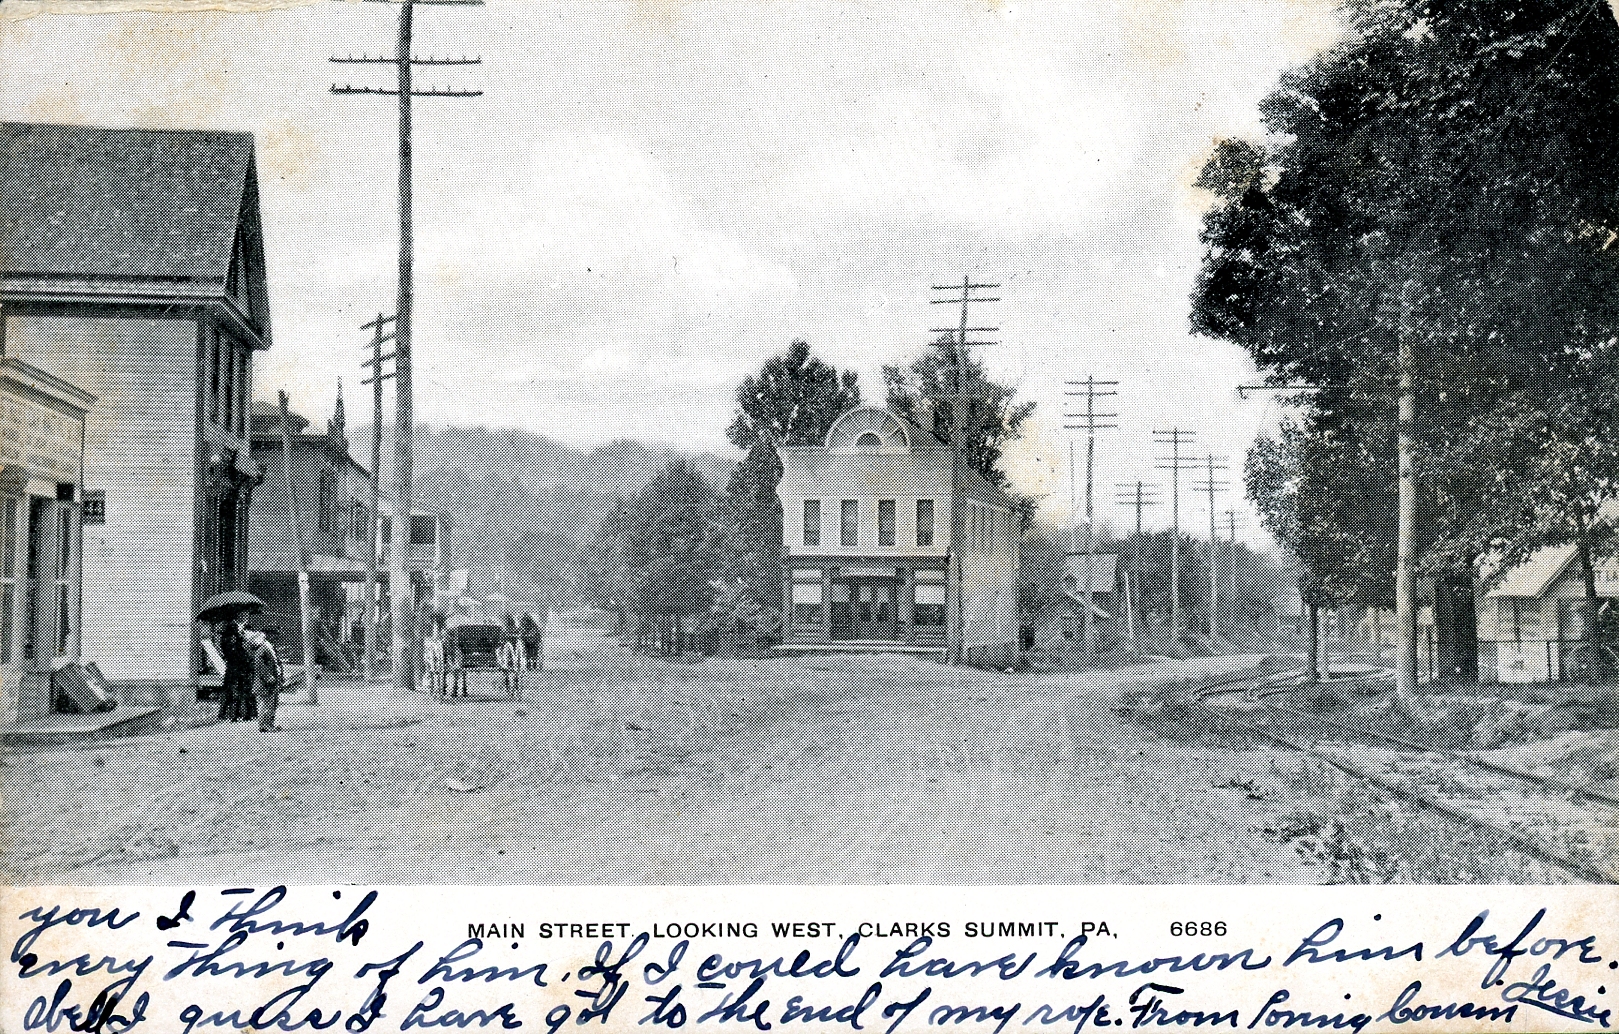 you I think
MAIN STREET, LOOKING WEST, CLARKS SUMMIT, PA, 6686
every thing of him. If I could have known him before.
Well I guess I have got to the end of my rope. From loving Cousin Jessie